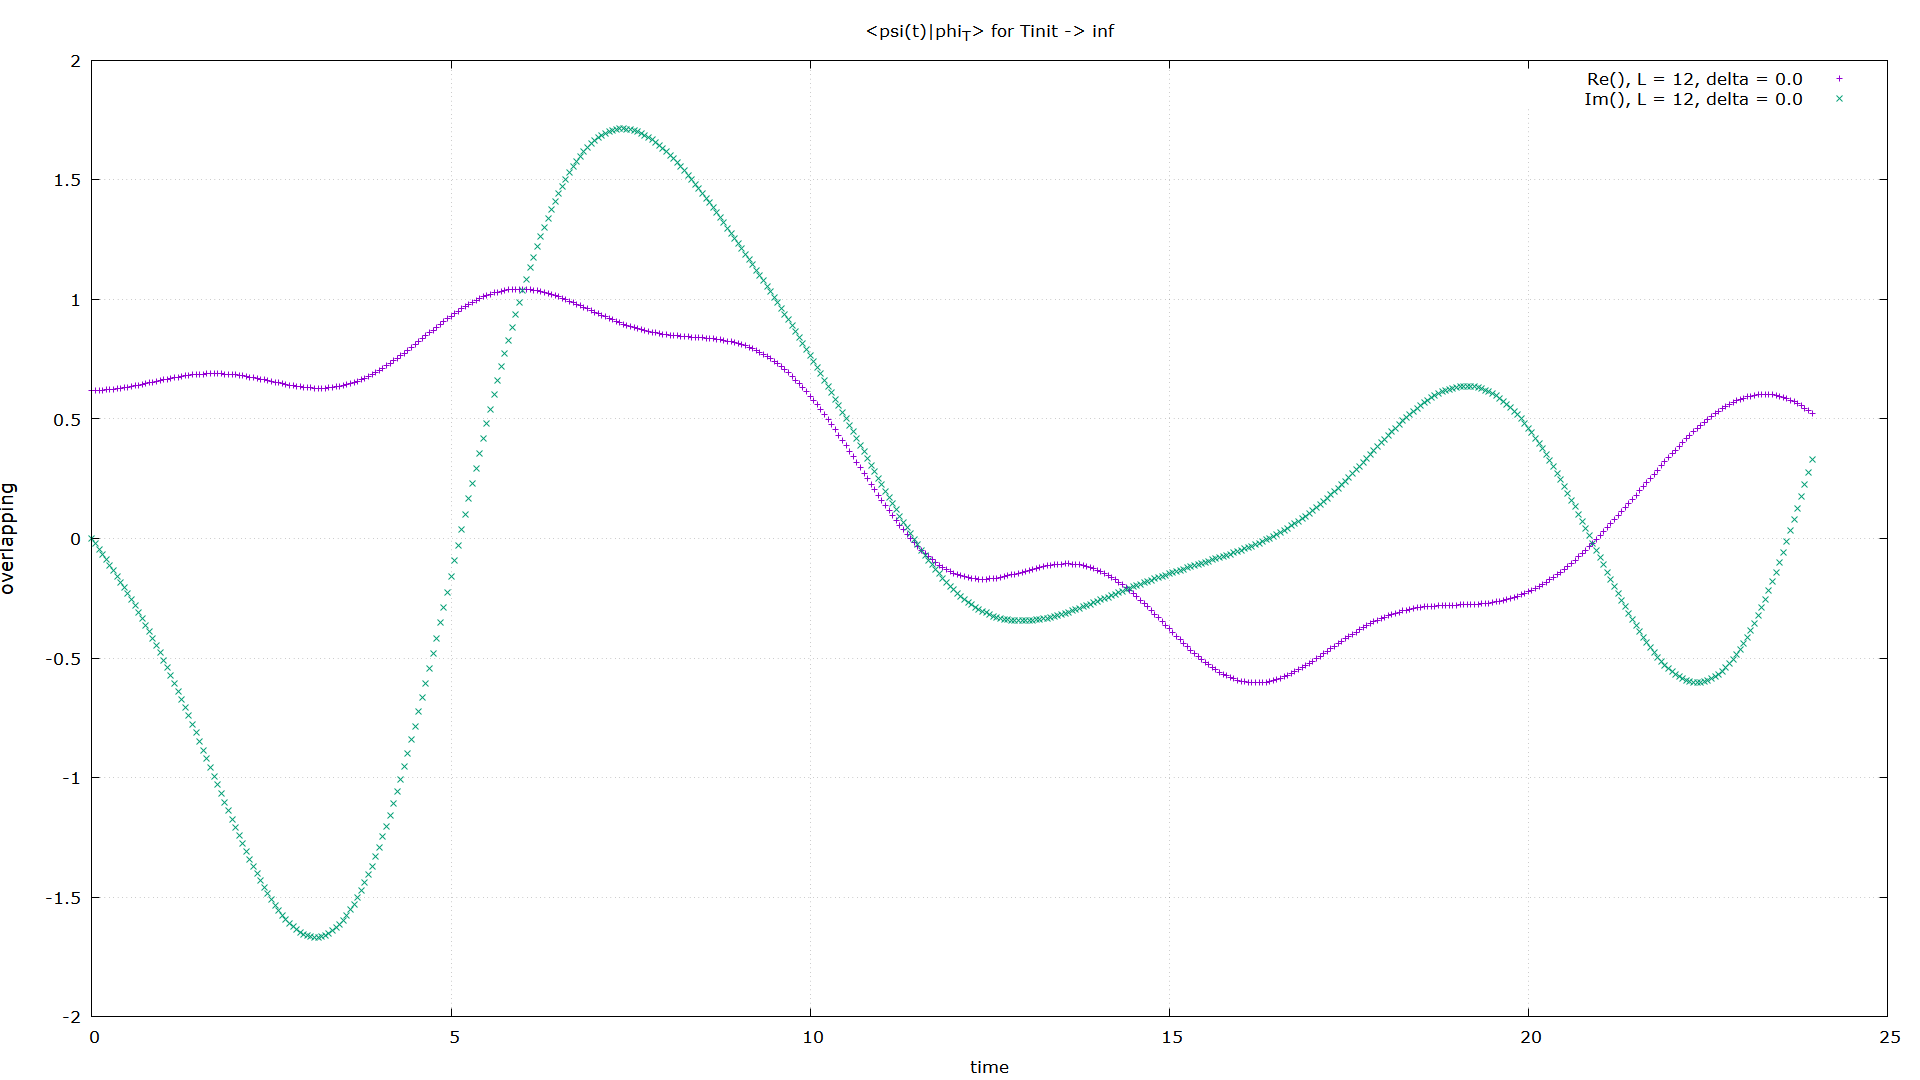 <psi(t)|phiT> for Tinit -> inf
Re(), L = 12, delta = 0.0
Im(), L = 12, delta = 0.0
2
1.5
1
0.5
0
-0.5
-1
-1.5
-2
overlapping
0 5 10 15 20 25
time